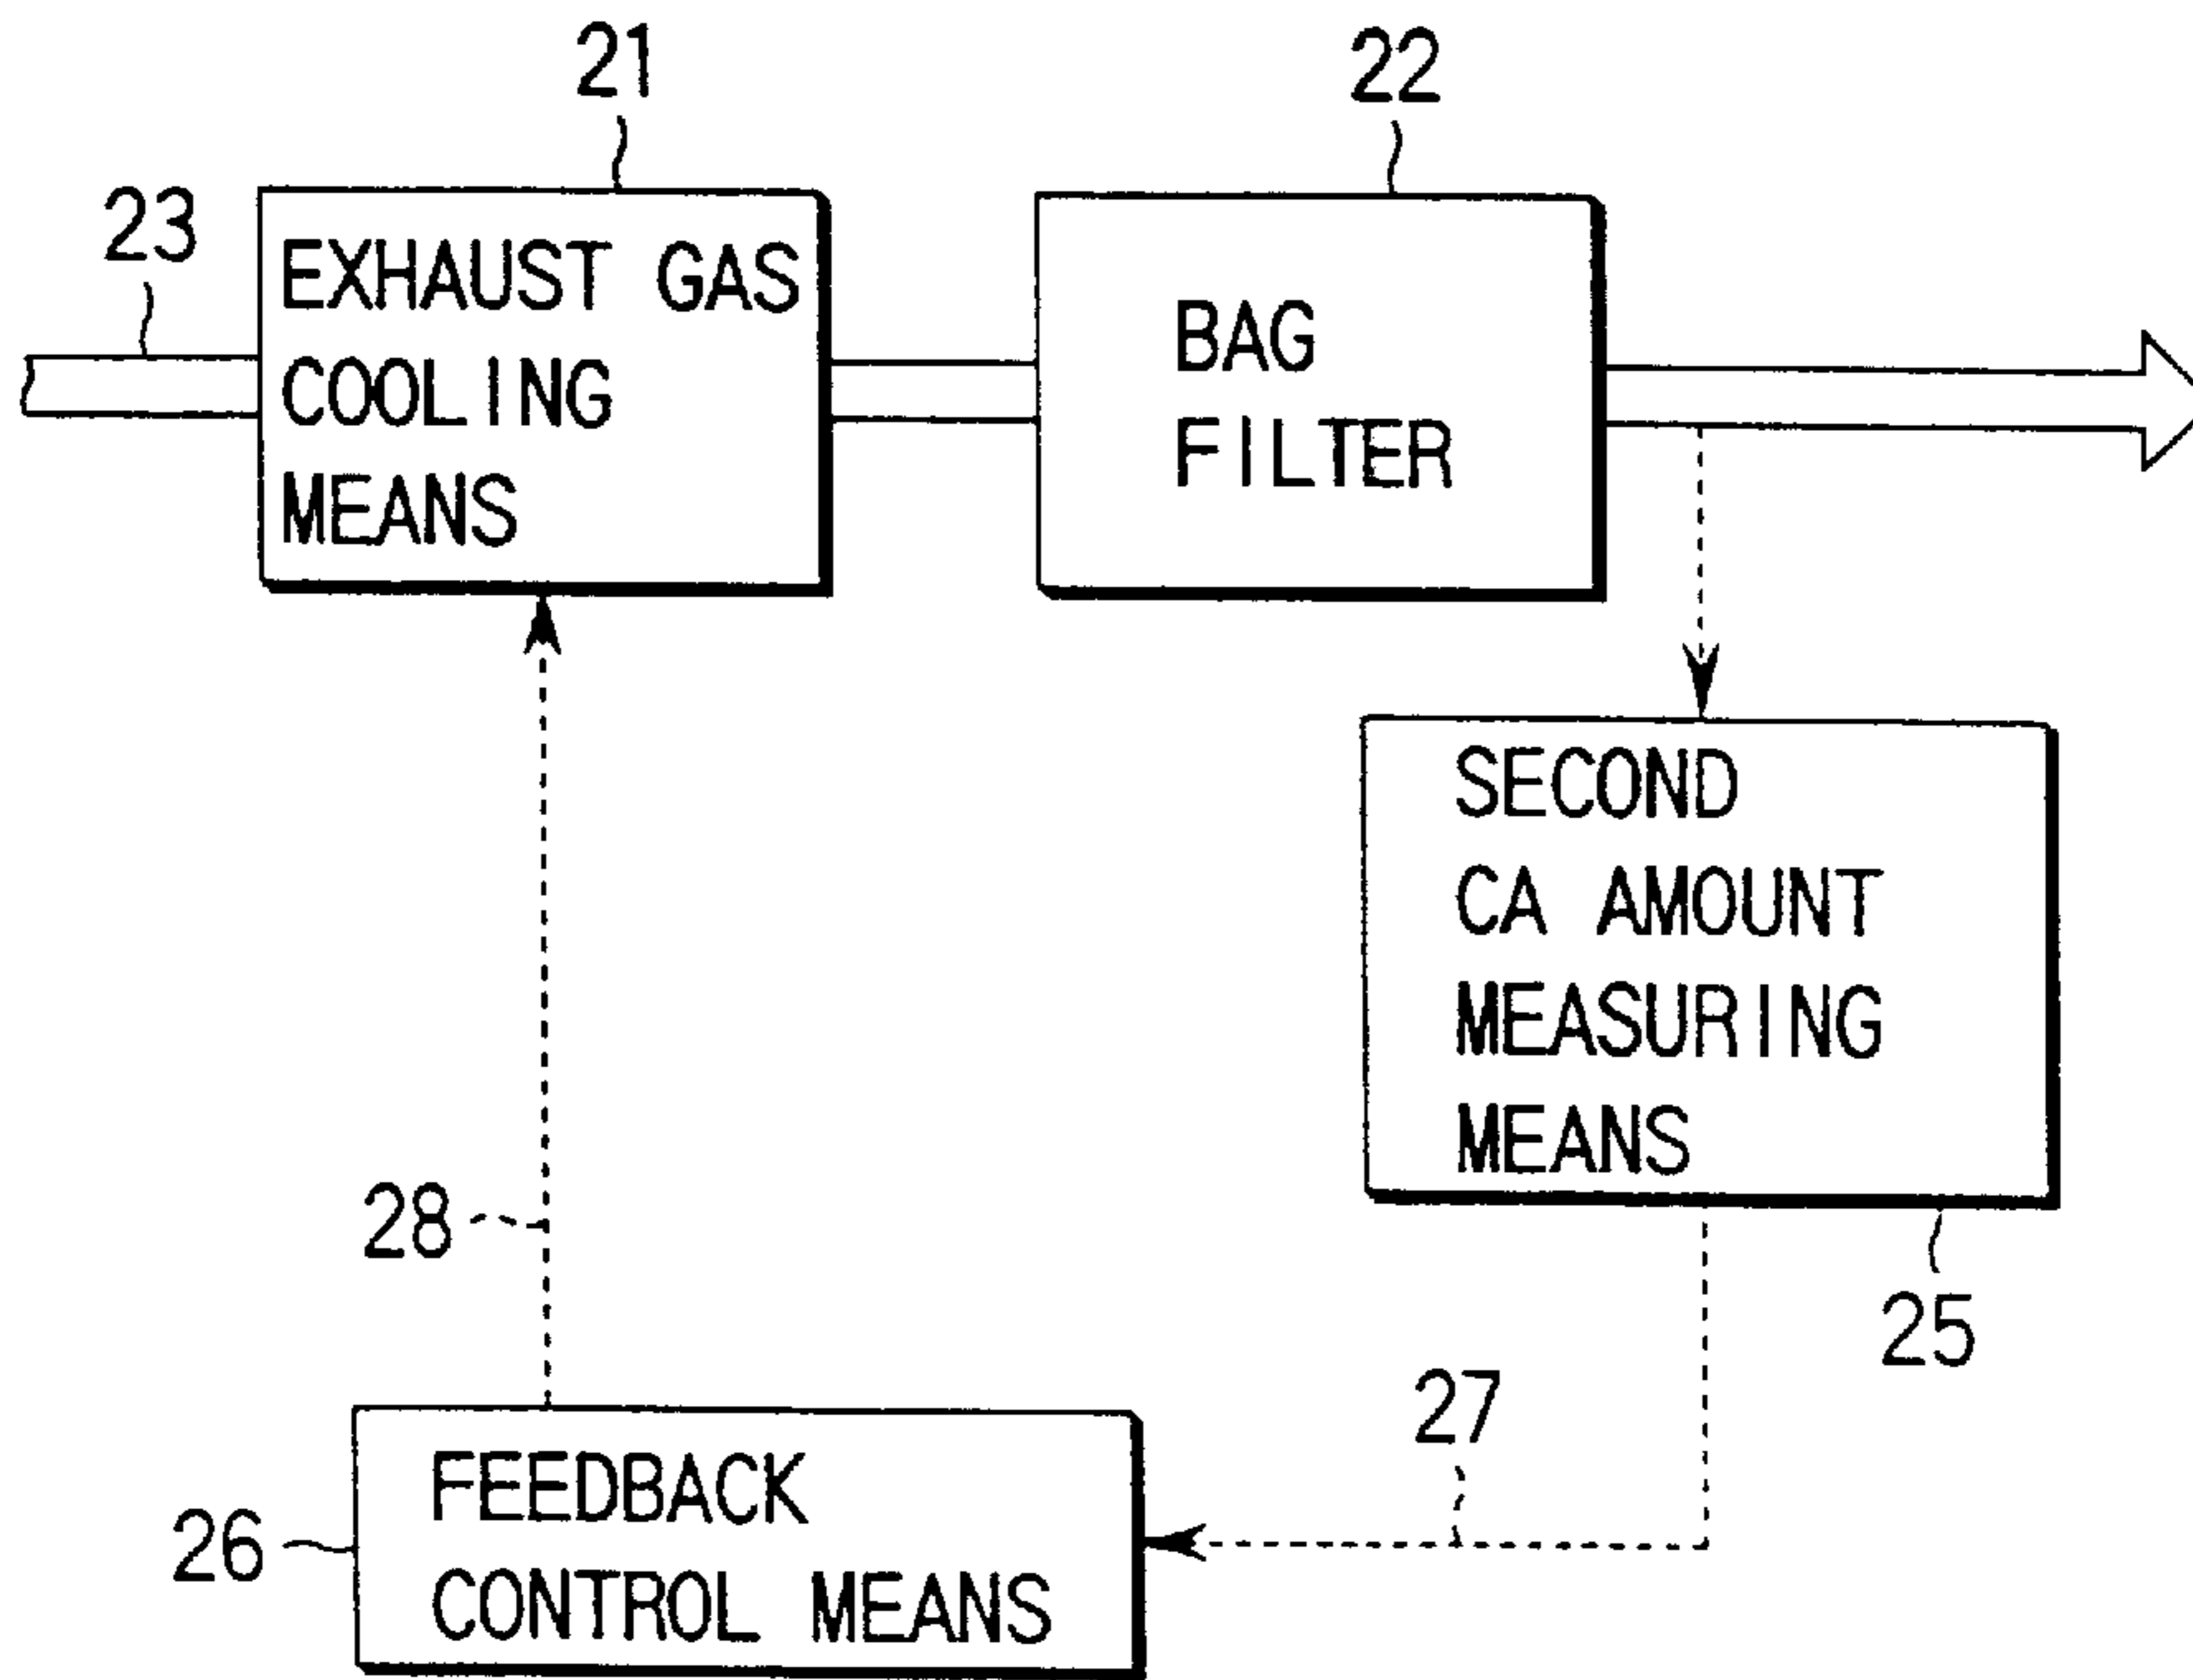 21
22
23
EXHAUST GAS
COOLING
MEANS
BAG
FILTER
SECOND
CA AMOUNT
MEASURING
MEANS
28
25
27
26
FEEDBACK
CONTROL MEANS